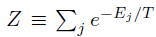 Z ≡ ∑_j e^{−E_j/T}